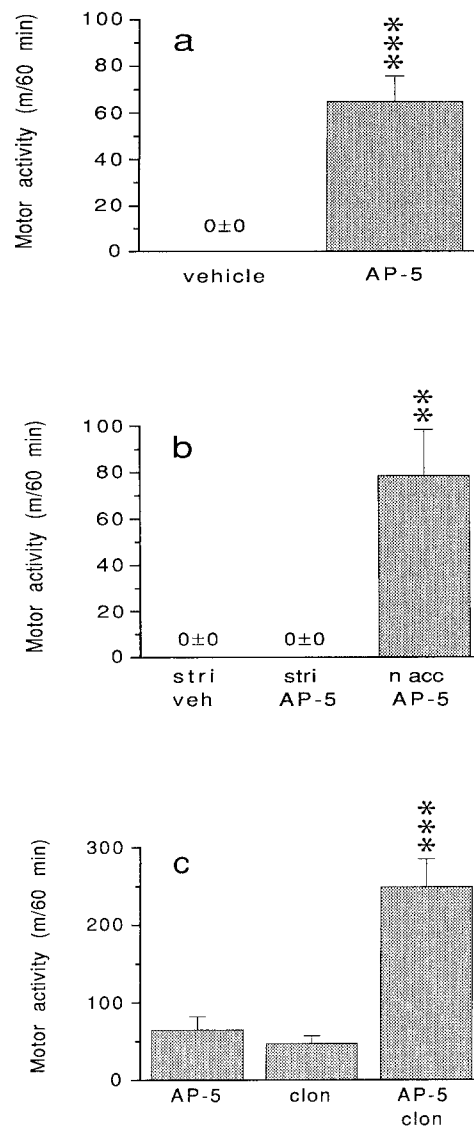 a
Motor activity (m/60 min)
100
80
60
40
20
0
0±0
***
vehicle
AP-5
b
Motor activity (m/60 min)
100
80
60
40
20
0
0±0
0±0
**
stri
veh
stri
AP-5
n acc
AP-5
c
Motor activity (m/60 min)
300
200
100
0
***
AP-5
clon
AP-5
clon